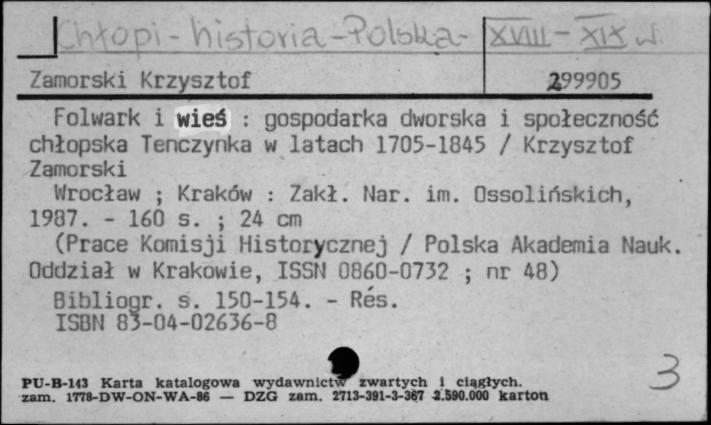 Chłopi - historia - Polska - XVIII - XIX w.
Zamorski Krzysztof 299905
Folwark i wieś : gospodarka dworska i społeczność
chłopska Tenczynka w latach 1705-1845 / Krzysztof
Zamorski
Wrocław ; Kraków : Zakł. Nar. im. Ossolińskich,
1987. - 160 s. ; 24 cm
(Prace Komisji Historycznej / Polska Akademia Nauk.
Oddział w Krakowie, ISSN 0860-0732 ; nr 48)
Bibliogr. s. 150-154. - Rés.
ISBN 83-04-02636-8
3
PU-B-143 Karta katalogowa wydawnictw zwartych i ciągłych.
zam. 1778-DW-ON-WA-86 — DZG zam. 2713-391-3-367 2.590.000 karton